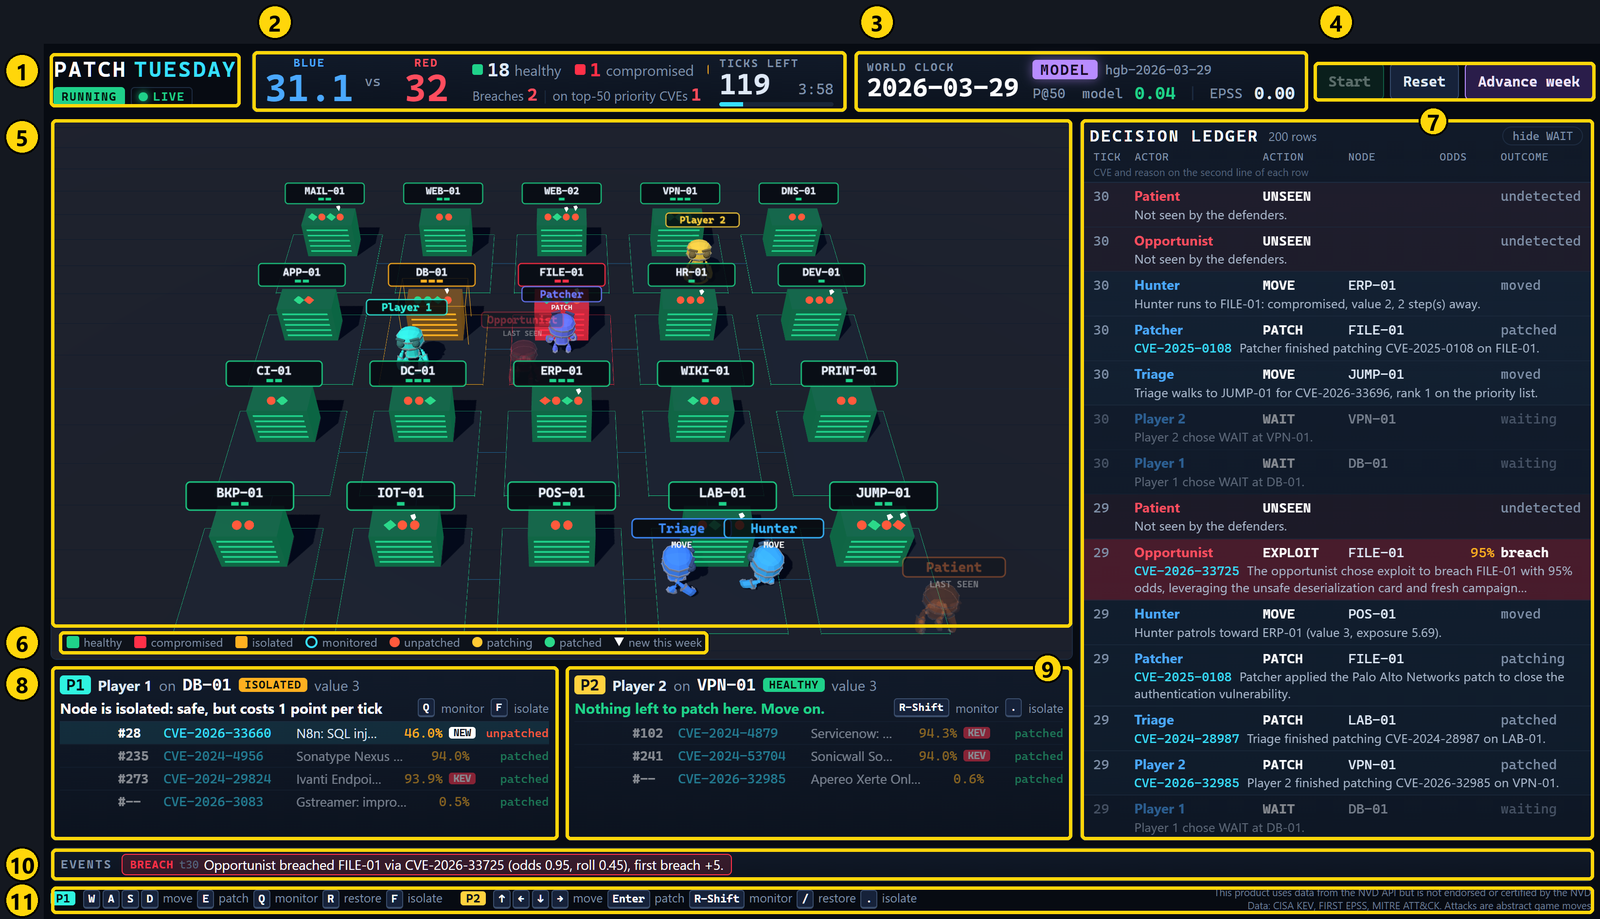 2
3
4
1
PATCH TUESDAY
RUNNING
LIVE
BLUE
31.1
vs
RED
32
18 healthy
1 compromised
Breaches 2
on top-50 priority CVEs 1
TICKS LEFT
119
3:58
WORLD CLOCK
2026-03-29
MODEL
hgb-2026-03-29
P@50 model 0.04
EPSS 0.00
Start
Reset
Advance week
5
MAIL-01
WEB-01
WEB-02
VPN-01
DNS-01
Player 2
APP-01
DB-01
FILE-01
HR-01
DEV-01
Patcher
PATCH
Player 1
Opportunist
LAST SEEN
CI-01
DC-01
ERP-01
WIKI-01
PRINT-01
BKP-01
IOT-01
POS-01
LAB-01
JUMP-01
Triage
MOVE
Hunter
MOVE
Patient
LAST SEEN
6
healthy
compromised
isolated
monitored
unpatched
patching
patched
new this week
7
DECISION LEDGER 200 rows
hide WAIT
TICK ACTOR ACTION NODE ODDS OUTCOME
CVE and reason on the second line of each row
30 Patient UNSEEN undetected
Not seen by the defenders.
30 Opportunist UNSEEN undetected
Not seen by the defenders.
30 Hunter MOVE ERP-01 moved
Hunter runs to FILE-01: compromised, value 2, 2 step(s) away.
30 Patcher PATCH FILE-01 patched
CVE-2025-0108 Patcher finished patching CVE-2025-0108 on FILE-01.
30 Triage MOVE JUMP-01 moved
Triage walks to JUMP-01 for CVE-2026-33696, rank 1 on the priority list.
30 Player 2 WAIT VPN-01 waiting
Player 2 chose WAIT at VPN-01.
30 Player 1 WAIT DB-01 waiting
Player 1 chose WAIT at DB-01.
29 Patient UNSEEN undetected
Not seen by the defenders.
29 Opportunist EXPLOIT FILE-01 95% breach
CVE-2026-33725 The opportunist chose exploit to breach FILE-01 with 95%
odds, leveraging the unsafe deserialization card and fresh campaign...
29 Hunter MOVE POS-01 moved
Hunter patrols toward ERP-01 (value 3, exposure 5.69).
29 Patcher PATCH FILE-01 patching
CVE-2025-0108 Patcher applied the Palo Alto Networks patch to close the
authentication vulnerability.
29 Triage PATCH LAB-01 patched
CVE-2024-28987 Triage finished patching CVE-2024-28987 on LAB-01.
29 Player 2 PATCH VPN-01 patched
CVE-2026-32985 Player 2 finished patching CVE-2026-32985 on VPN-01.
29 Player 1 WAIT DB-01 waiting
Player 1 chose WAIT at DB-01.
8
P1 Player 1 on DB-01 ISOLATED value 3
Node is isolated: safe, but costs 1 point per tick
Q monitor F isolate
#28 CVE-2026-33660 N8n: SQL inj... 46.0% NEW unpatched
#235 CVE-2024-4956 Sonatype Nexus ... 94.0% patched
#273 CVE-2024-29824 Ivanti Endpoi... 93.9% KEV patched
#-- CVE-2026-3083 Gstreamer: impro... 0.5% patched
9
P2 Player 2 on VPN-01 HEALTHY value 3
Nothing left to patch here. Move on.
R-Shift monitor . isolate
#102 CVE-2024-4879 Servicenow: ... 94.3% KEV patched
#241 CVE-2024-53704 Sonicwall So... 94.0% KEV patched
#-- CVE-2026-32985 Apereo Xerte Onl... 0.6% patched
10
EVENTS
BREACH t30 Opportunist breached FILE-01 via CVE-2026-33725 (odds 0.95, roll 0.45), first breach +5.
11
P1 W A S D move E patch Q monitor R restore F isolate
P2 ↑ ← ↓ → move Enter patch R-Shift monitor / restore . isolate
This product uses data from the NVD API but is not endorsed or certified by the NVD.
Data: CISA KEV, FIRST EPSS, MITRE ATT&CK. Attacks are abstract game moves